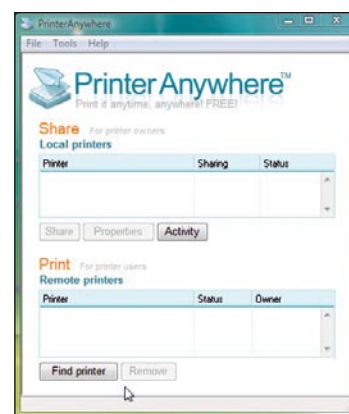 PrinterAnywhere
File Tools Help
PrinterAnywhere™
Print it anytime, anywhere! FREE!
Share For printer owners
Local printers
Printer Sharing Status
Share Properties Activity
Print For printer users
Remote printers
Printer Status Owner
Find printer Remove